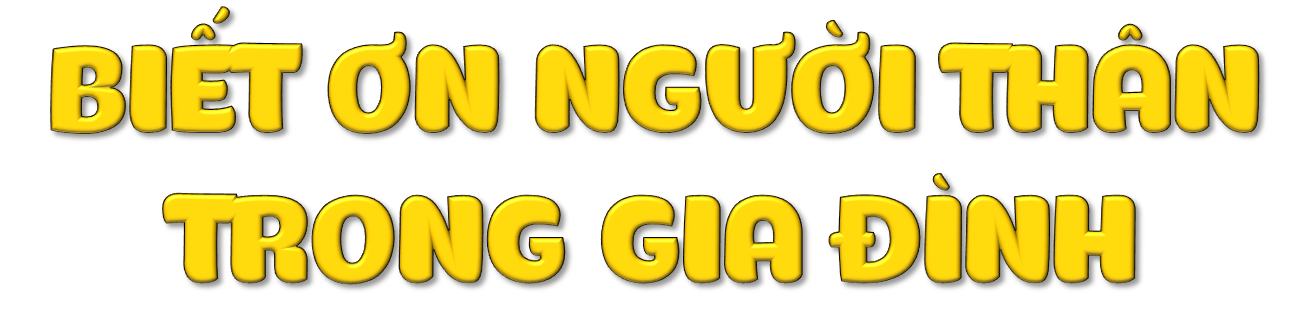 BIẾT ƠN NGƯỜI THÂN
TRONG GIA ĐÌNH